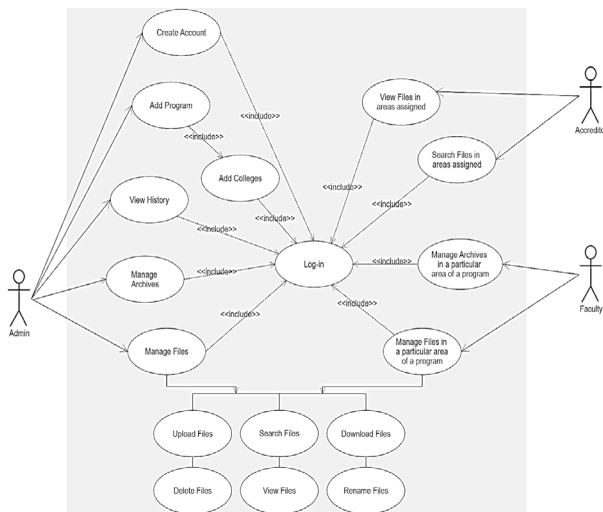 Create Account
Add Program
<<include>>
Add Colleges
View History
<<include>>
<<include>>
Manage
Archives
<<include>>
Manage Files
<<include>>
Log-in
<<include>>
View Files in
areas assigned
<<include>>
Search Files in
areas assigned
<<include>>
Manage Archives
in a particular
area of a program
<<include>>
Manage Files in
a particular area
of a program
<<include>>
Admin
Accredito
Faculty
Upload Files
Search Files
Download Files
Delete Files
View Files
Rename Files